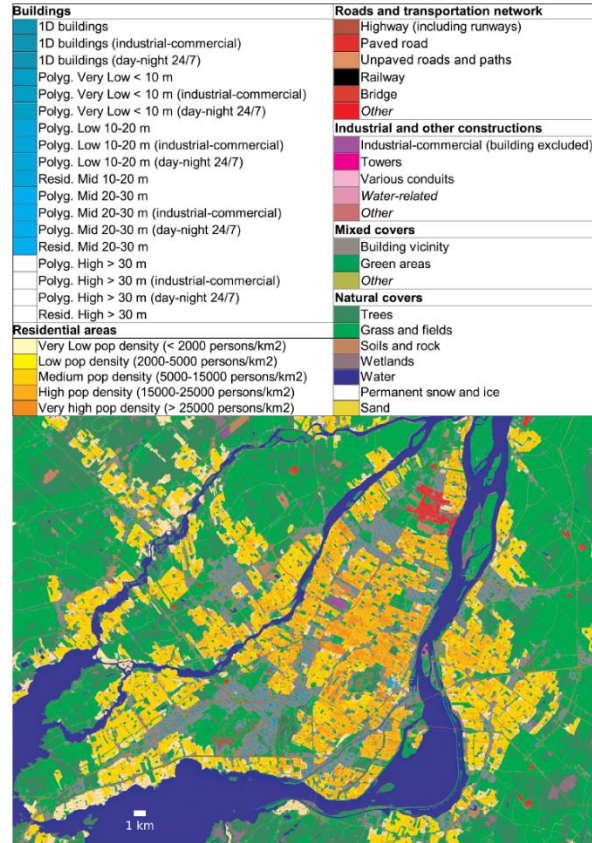 Buildings
1D buildings
1D buildings (industrial-commercial)
1D buildings (day-night 24/7)
Polyg. Very Low < 10 m
Polyg. Very Low < 10 m (industrial-commercial)
Polyg. Very Low < 10 m (day-night 24/7)
Polyg. Low 10-20 m
Polyg. Low 10-20 m (industrial-commercial)
Polyg. Low 10-20 m (day-night 24/7)
Resid. Mid 10-20 m
Polyg. Mid 20-30 m
Polyg. Mid 20-30 m (industrial-commercial)
Polyg. Mid 20-30 m (day-night 24/7)
Resid. Mid 20-30 m
Polyg. High > 30 m
Polyg. High > 30 m (industrial-commercial)
Polyg. High > 30 m (day-night 24/7)
Resid. High > 30 m
Residential areas
Very Low pop density (< 2000 persons/km2)
Low pop density (2000-5000 persons/km2)
Medium pop density (5000-15000 persons/km2)
High pop density (15000-25000 persons/km2)
Very high pop density (> 25000 persons/km2)
Roads and transportation network
Highway (including runways)
Paved road
Unpaved roads and paths
Railway
Bridge
Other
Industrial and other constructions
Industrial-commercial (building excluded)
Towers
Various conduits
Water-related
Other
Mixed covers
Building vicinity
Green areas
Other
Natural covers
Trees
Grass and fields
Soils and rock
Wetlands
Water
Permanent snow and ice
Sand
1 km